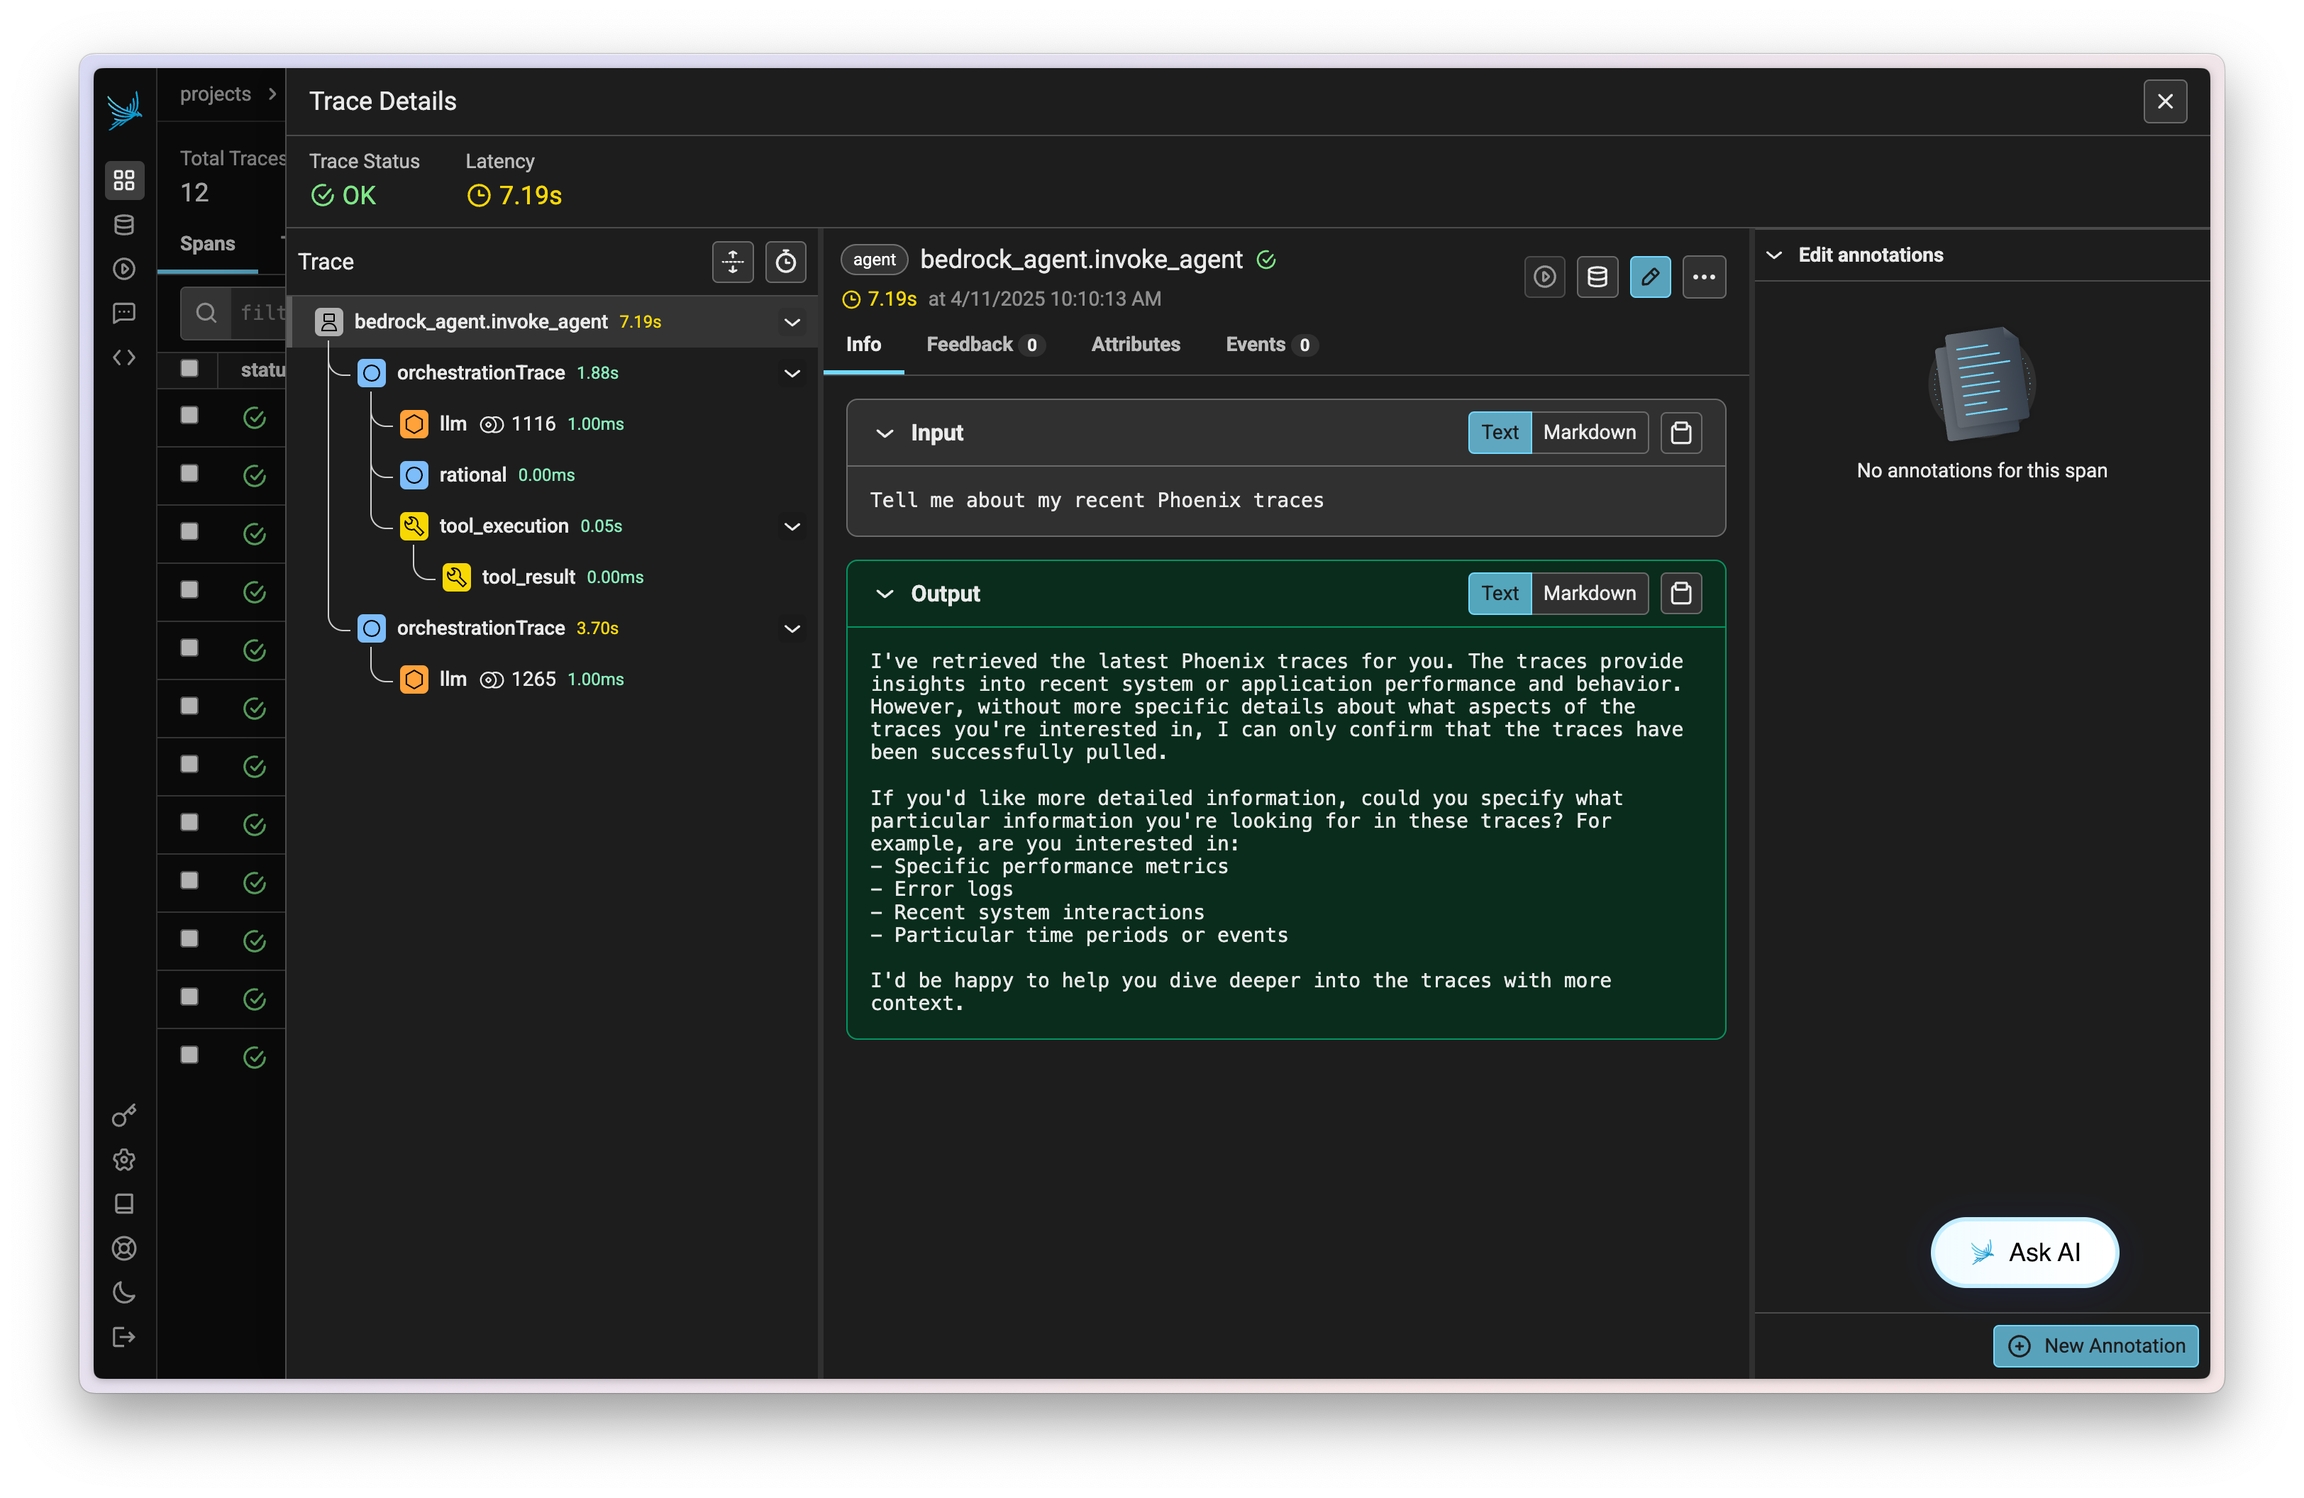 projects
Total Traces
12
Spans
filt
statu
Trace Details
Trace Status
OK
Latency
7.19s
Trace
bedrock_agent.invoke_agent 7.19s
orchestrationTrace 1.88s
llm 1116 1.00ms
rational 0.00ms
tool_execution 0.05s
tool_result 0.00ms
orchestrationTrace 3.70s
llm 1265 1.00ms
agent bedrock_agent.invoke_agent
7.19s at 4/11/2025 10:10:13 AM
Info Feedback 0 Attributes Events 0
Input Text Markdown
Tell me about my recent Phoenix traces
Output Text Markdown
I've retrieved the latest Phoenix traces for you. The traces provide
insights into recent system or application performance and behavior.
However, without more specific details about what aspects of the
traces you're interested in, I can only confirm that the traces have
been successfully pulled.
If you'd like more detailed information, could you specify what
particular information you're looking for in these traces? For
example, are you interested in:
– Specific performance metrics
– Error logs
– Recent system interactions
– Particular time periods or events
I'd be happy to help you dive deeper into the traces with more
context.
Edit annotations
No annotations for this span
Ask AI
New Annotation